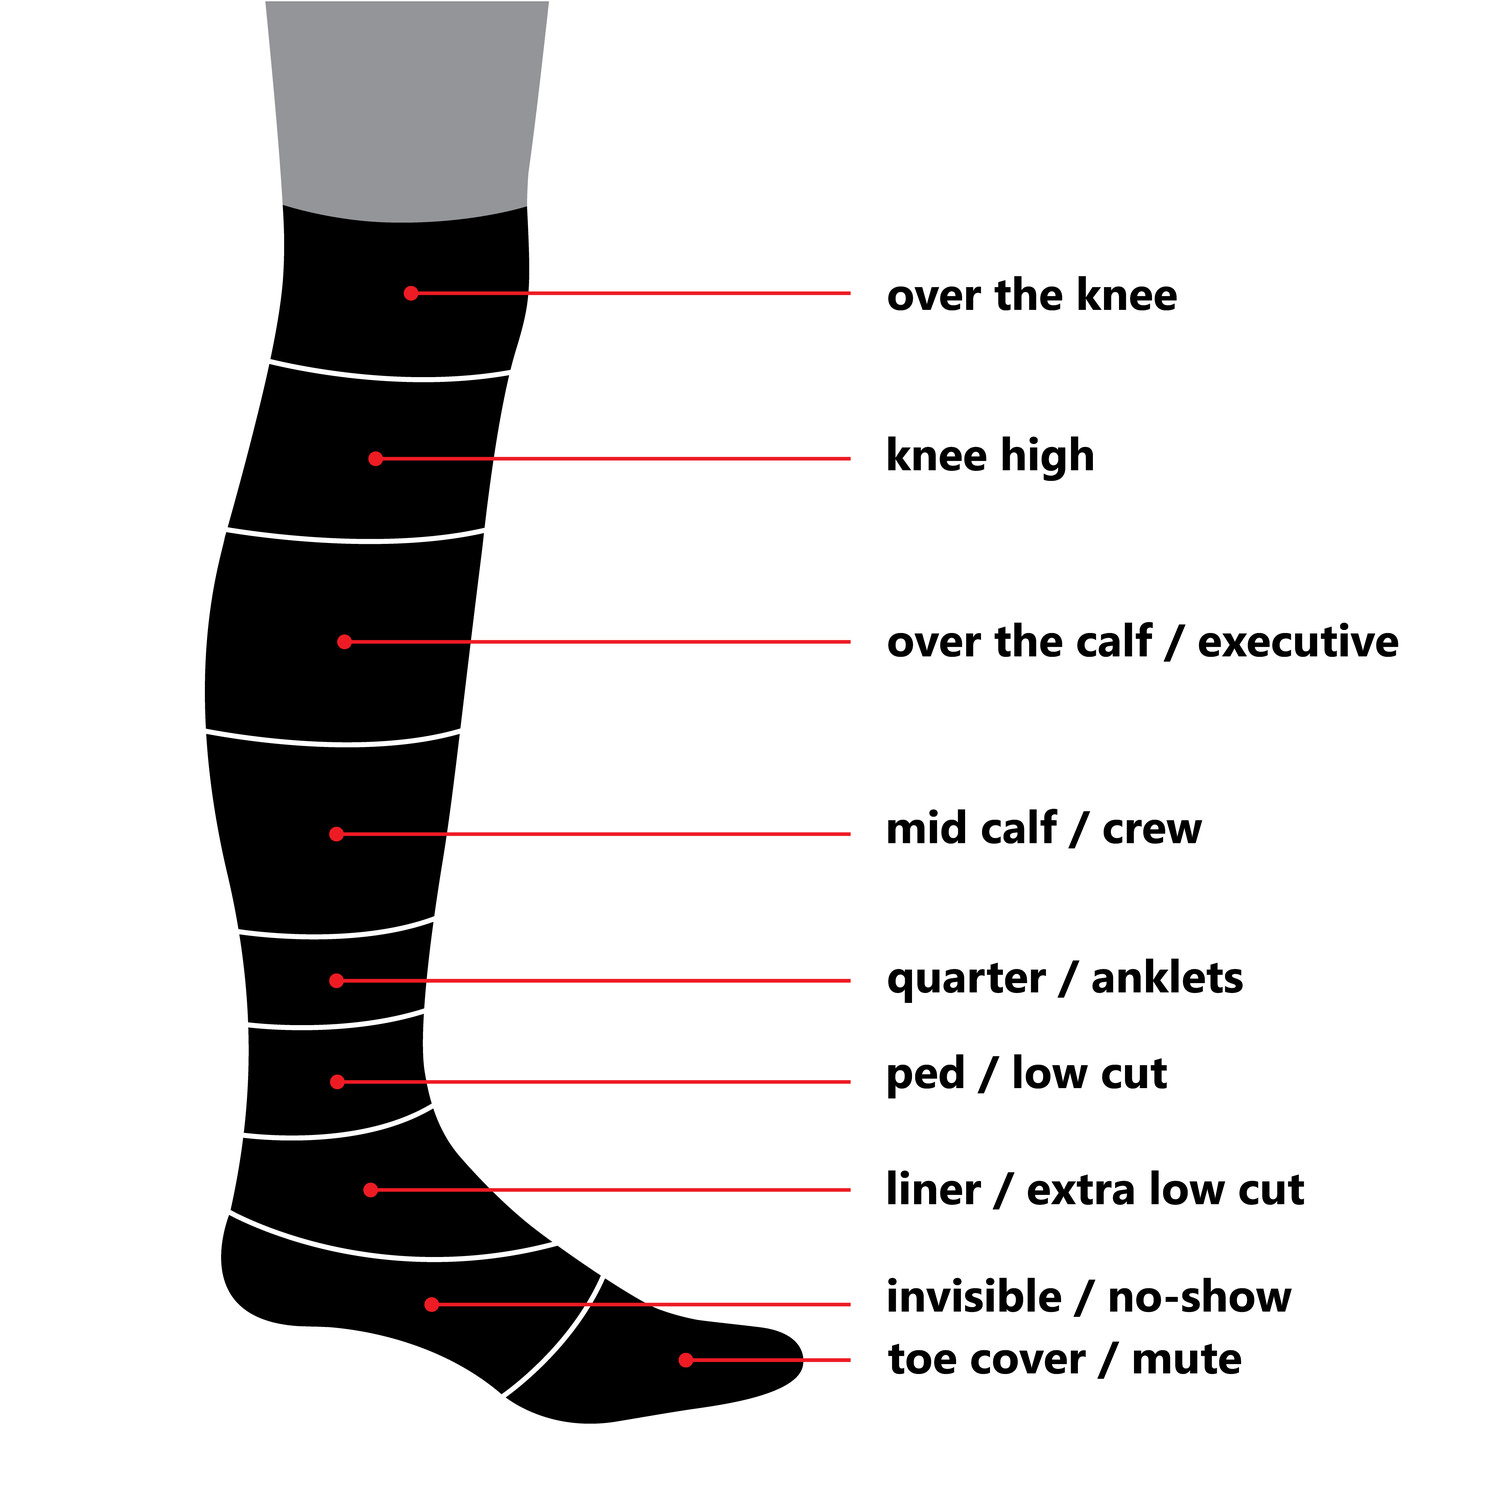 over the knee
knee high
over the calf / executive
mid calf / crew
quarter / anklets
ped / low cut
liner / extra low cut
invisible / no-show
toe cover / mute